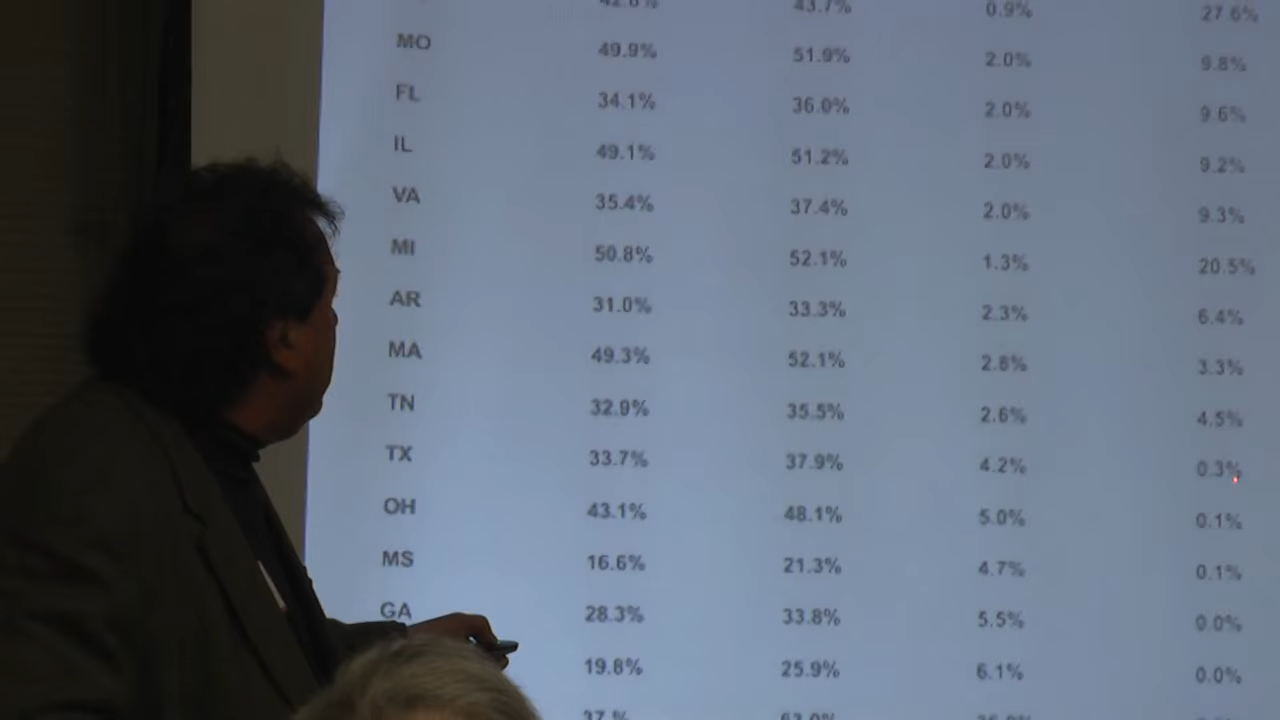 43.7% 0.9% 27.6%
MO 49.9% 51.9% 2.0% 9.8%
FL 34.1% 36.0% 2.0% 9.6%
IL 49.1% 51.2% 2.0% 9.2%
VA 35.4% 37.4% 2.0% 9.3%
MI 50.8% 52.1% 1.3% 20.5%
AR 31.0% 33.3% 2.3% 6.4%
MA 49.3% 52.1% 2.8% 3.3%
TN 32.9% 35.5% 2.6% 4.5%
TX 33.7% 37.9% 4.2% 0.3%
OH 43.1% 48.1% 5.0% 0.1%
MS 16.6% 21.3% 4.7% 0.1%
GA 28.3% 33.8% 5.5% 0.0%
19.8% 25.9% 6.1% 0.0%